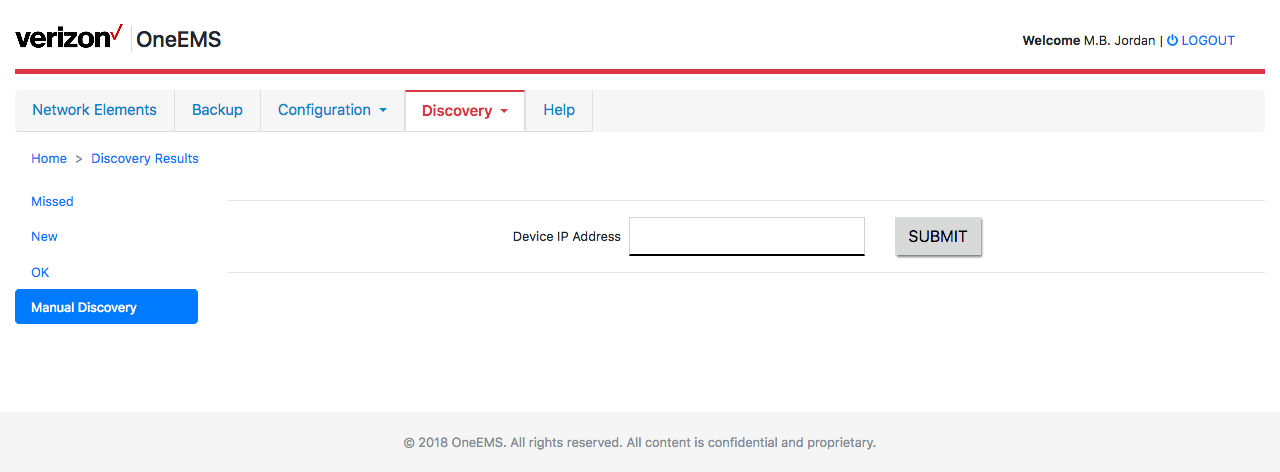 verizon OneEMS
Welcome M.B. Jordan | LOGOUT
Network Elements Backup Configuration Discovery Help
Home > Discovery Results
Missed
New
OK
Manual Discovery
Device IP Address SUBMIT
© 2018 OneEMS. All rights reserved. All content is confidential and proprietary.